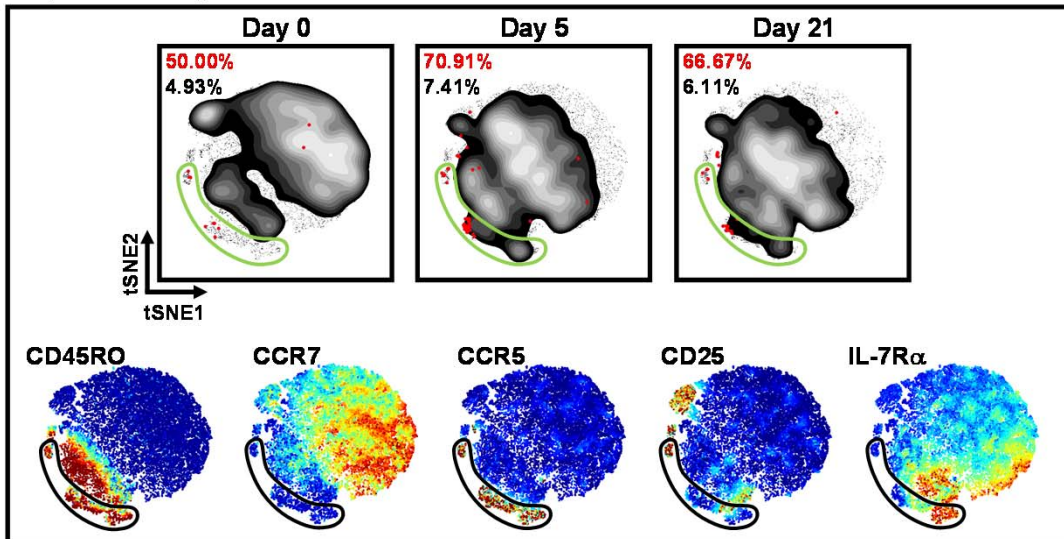 Day 0 Day 5 Day 21
50.00% 70.91% 66.67%
4.93% 7.41% 6.11%
tSNE2
tSNE1
CD45RO CCR7 CCR5 CD25 IL-7Rα